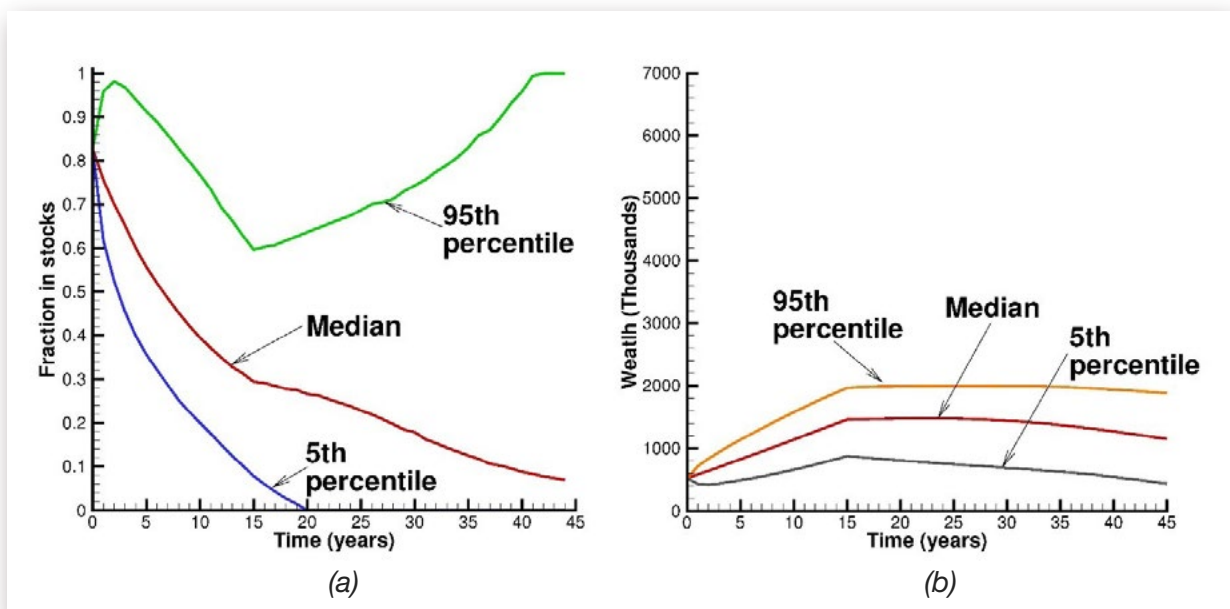 1
0.9
0.8
0.7
0.6
0.5
0.4
0.3
0.2
0.1
0
Fraction in stocks
95th
percentile
Median
5th
percentile
0 5 10 15 20 25 30 35 40 45
Time (years)
(a)
7000
6000
5000
4000
3000
2000
1000
0
Weatlh (Thousands)
95th
percentile
Median
5th
percentile
0 5 10 15 20 25 30 35 40 45
Time (years)
(b)